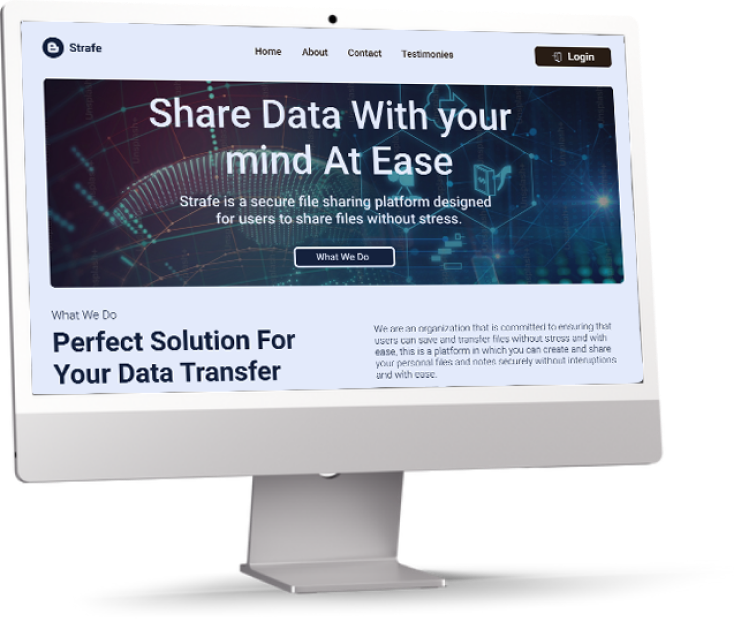 Strafe
Home About Contact Testimonies
Login
Share Data With your
mind At Ease
Strafe is a secure file sharing platform designed
for users to share files without stress.
What We Do
What We Do
Perfect Solution For
Your Data Transfer
We are an organization that is committed to ensuring that
users can save and transfer files without stress and with
ease, this is a platform in which you can create and share
your personal files and notes securely without interuptions
and with ease.